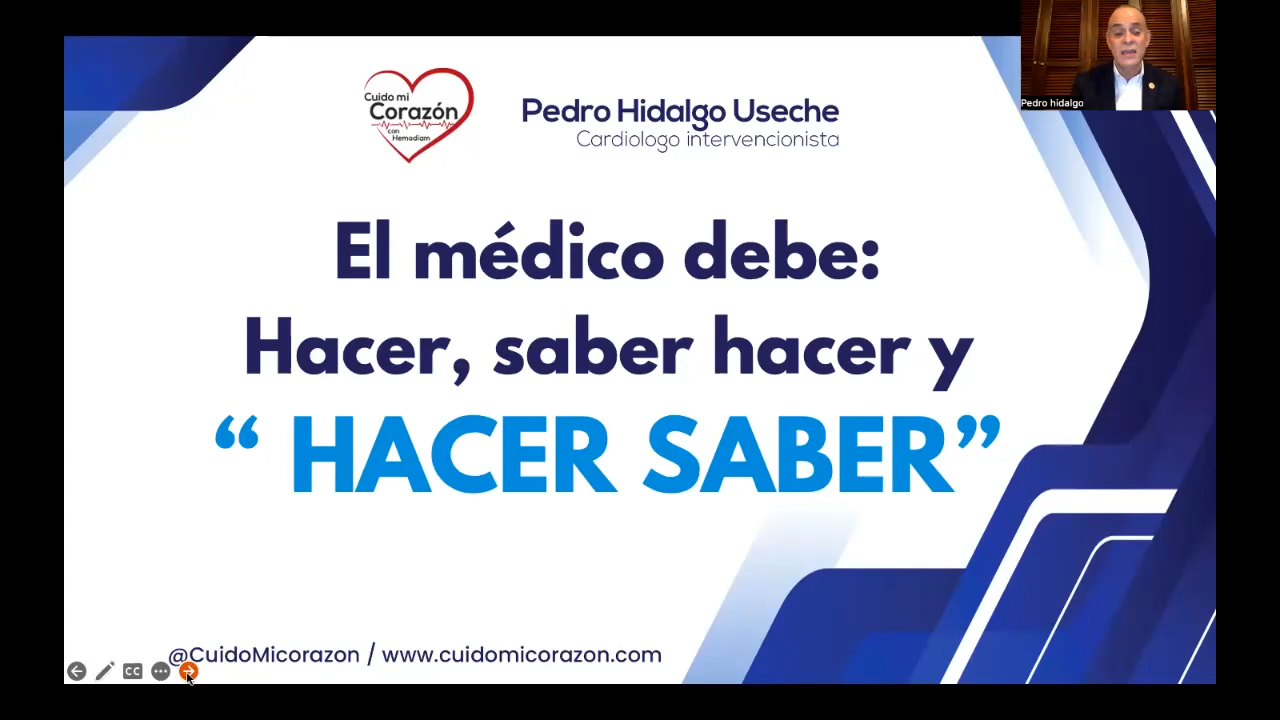 Cuido mi
Corazón
con
Hemodiam
Pedro Hidalgo Useche
Cardiologo intervencionista
Pedro hidalgo
El médico debe:
Hacer, saber hacer y
“ HACER SABER”
@CuidoMicorazon / www.cuidomicorazon.com
CC